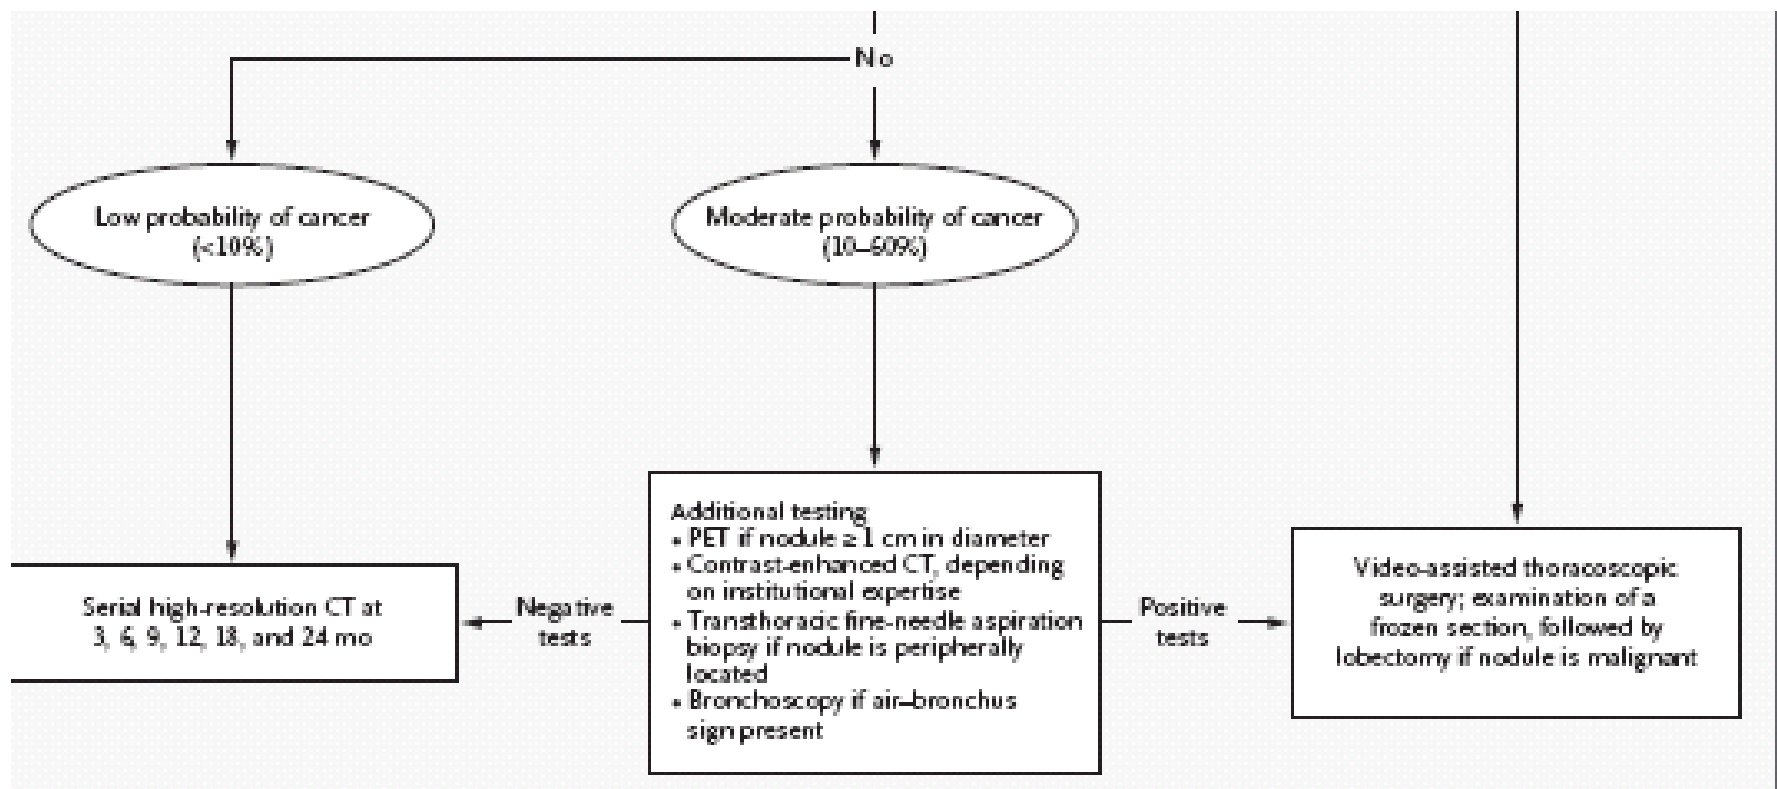 No
Low probability of cancer
(<10%)
Moderate probability of cancer
(10–60%)
Additional testing
• PET if nodule ≥1 cm in diameter
• Contrast-enhanced CT, depending
on institutional expertise
• Transthoracic fine-needle aspiration
biopsy if nodule is peripherally
located
• Bronchoscopy if air–bronchus
sign present
Serial high-resolution CT at
3, 6, 9, 12, 18, and 24 mo
Negative
tests
Positive
tests
Video-assisted thoracoscopic
surgery; examination of a
frozen section, followed by
lobectomy if nodule is malignant